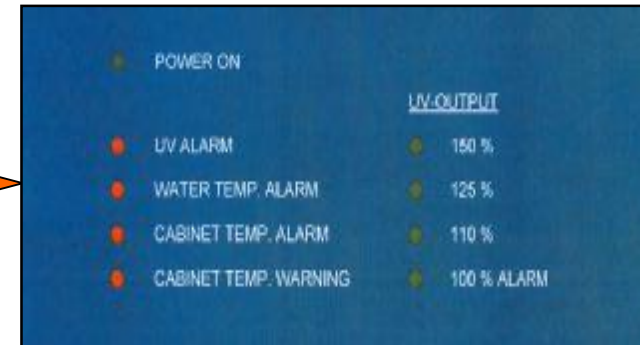 POWER ON
UV-OUTPUT
UV ALARM 150 %
WATER TEMP. ALARM 125 %
CABINET TEMP. ALARM 110 %
CABINET TEMP. WARNING 100 % ALARM